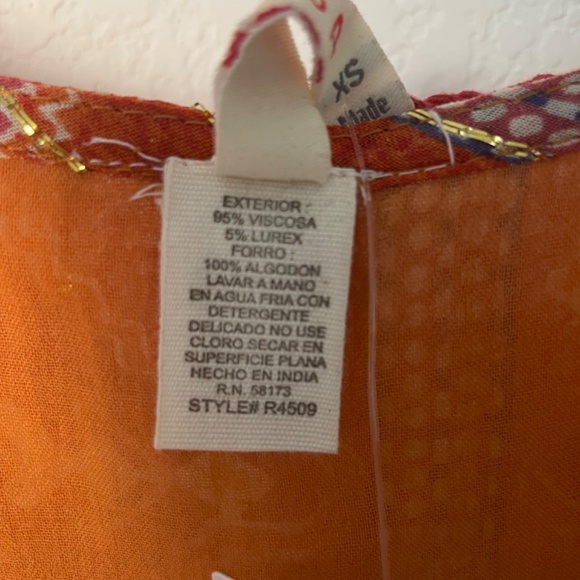 XS
Made
EXTERIOR :
95% VISCOSA
5% LUREX
FORRO :
100% ALGODON
LAVAR A MANO
EN AGUA FRIA CON
DETERGENTE
DELICADO NO USE
CLORO SECAR EN
SUPERFICIE PLANA
HECHO EN INDIA
R.N. 58173
STYLE# R4509